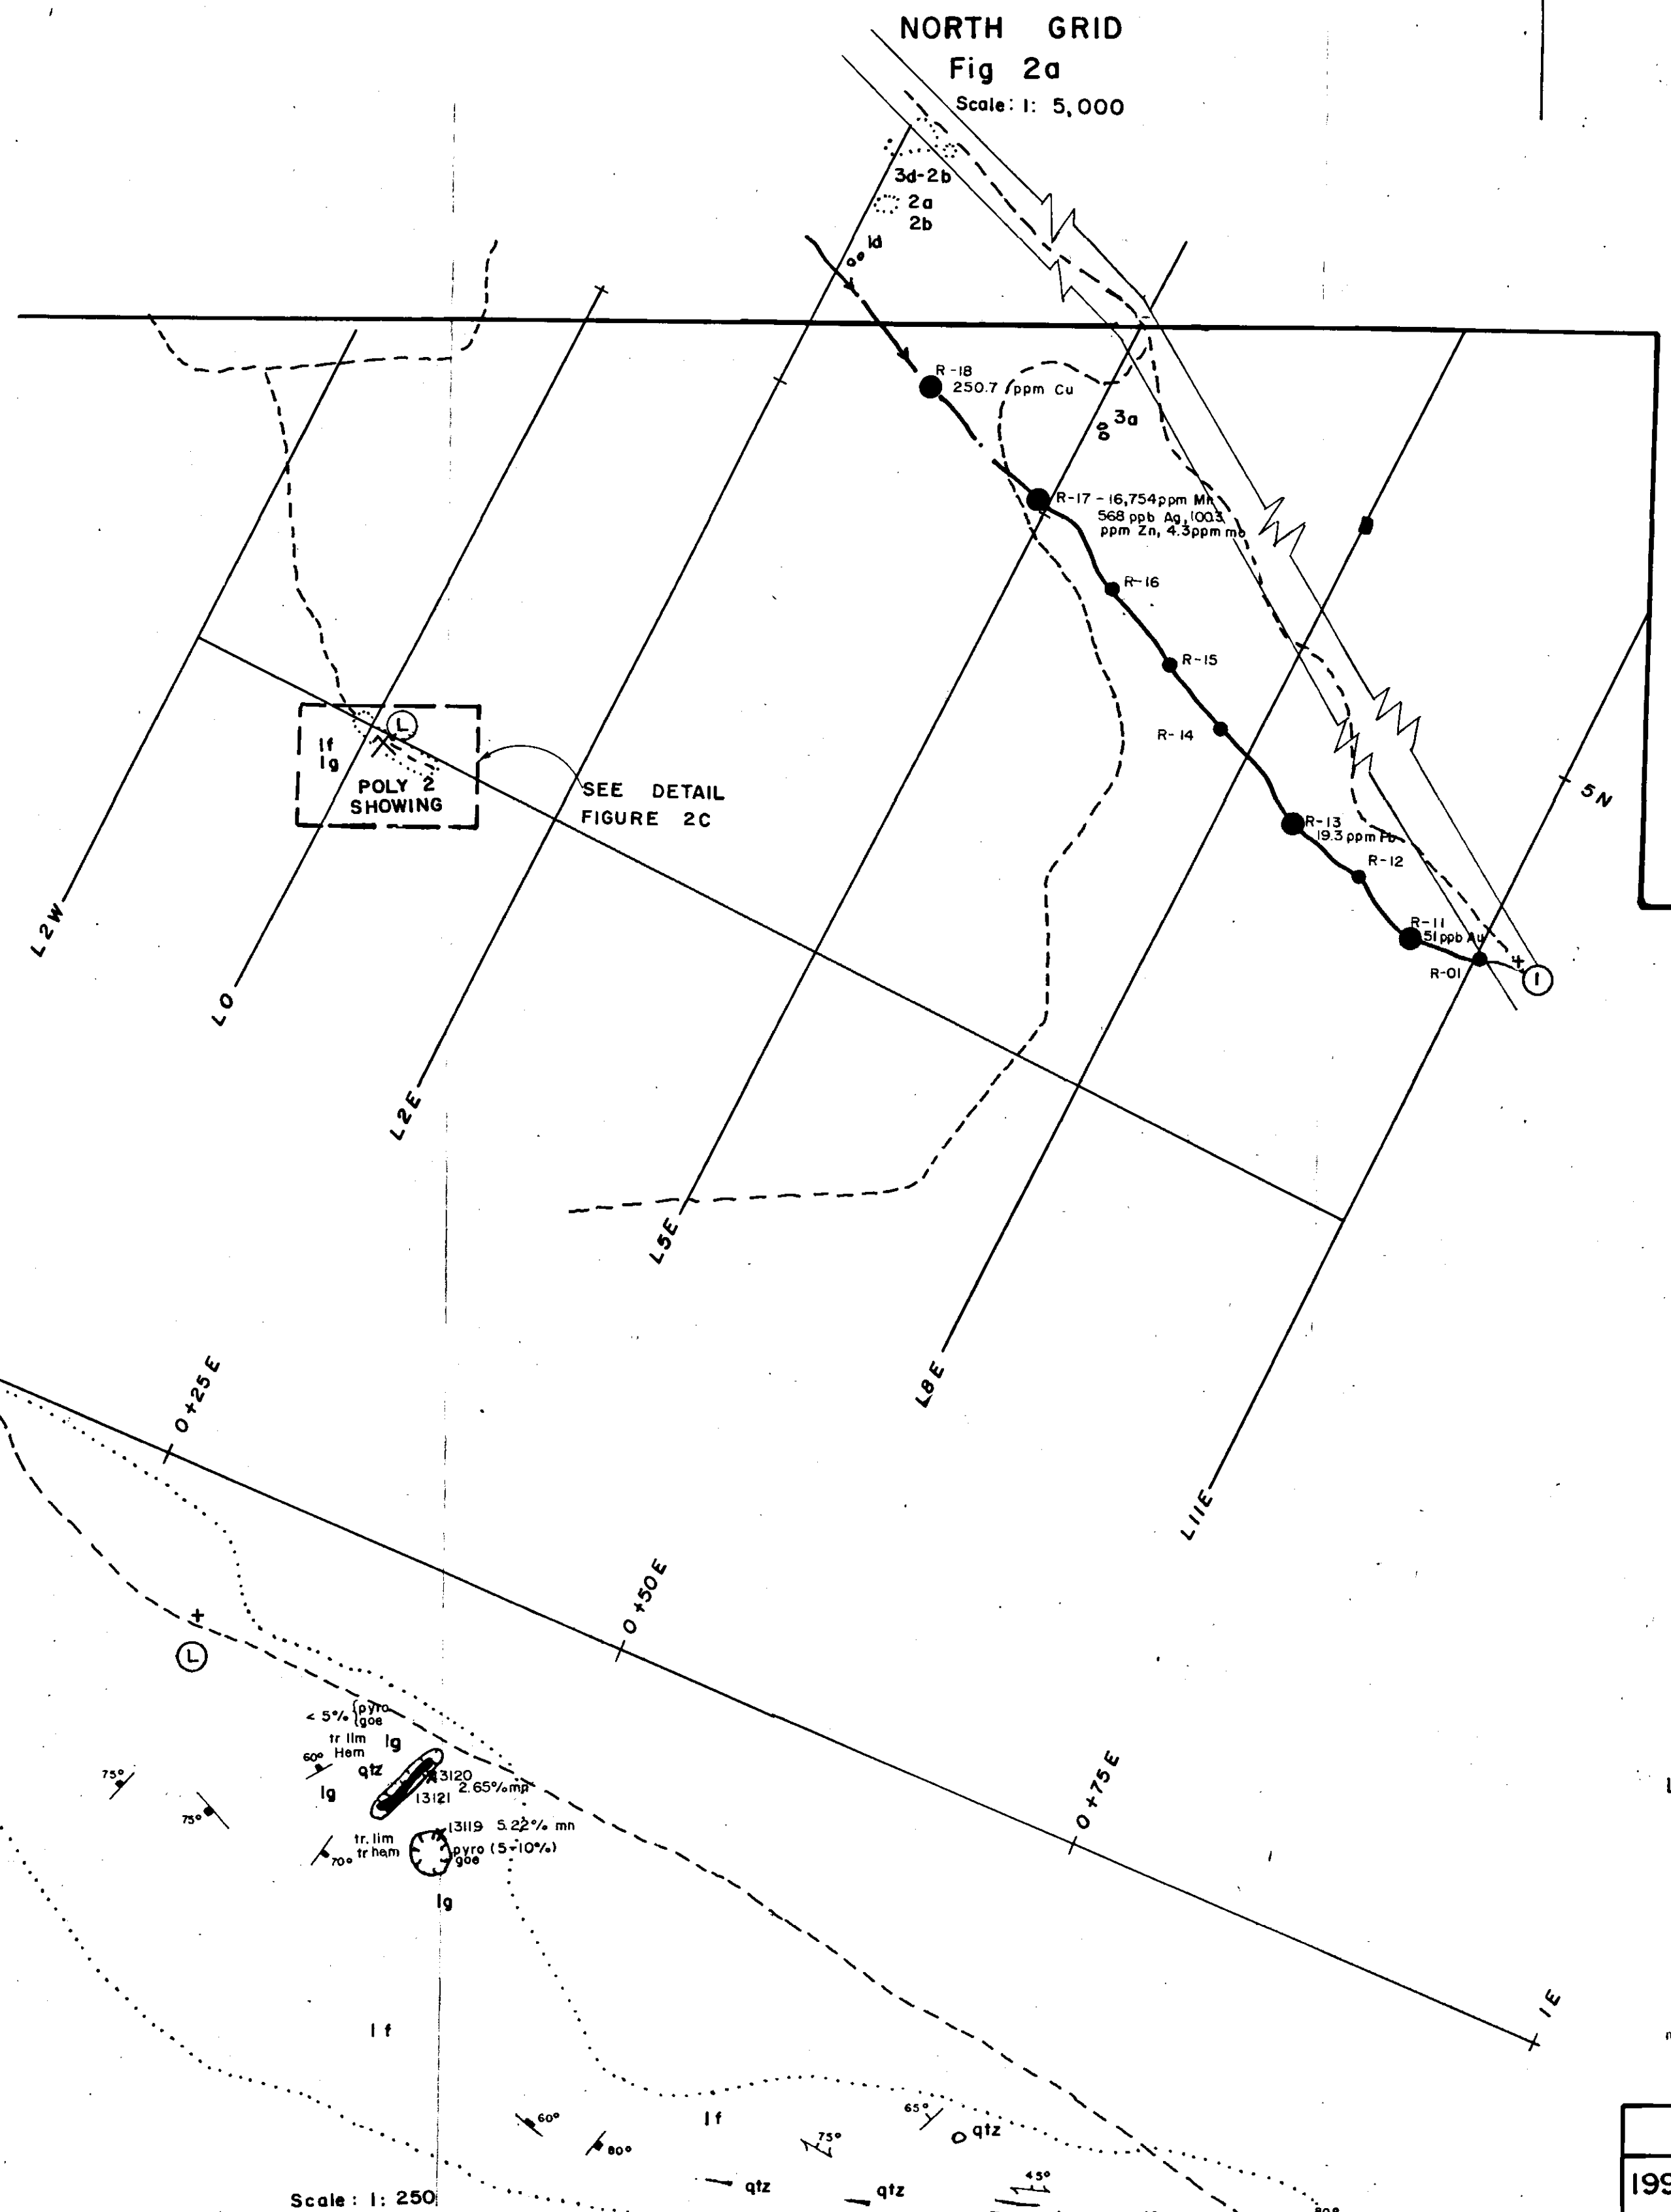 NORTH GRID
Fig 2a
Scale: 1: 5,000
3d-2b
2a
2b
1d
R-18
250.7 ppm Cu
3a
R-17 - 16,754ppm Mn
568 ppb Ag, 100.3
ppm Zn, 4.3ppm mo
R-16
R-15
R-14
L
1f
1g
POLY 2
SHOWING
SEE DETAIL
FIGURE 2C
5N
R-13
19.3 ppm Pb
R-12
R-11
51ppb Au
R-01
1
L2W
L0
L2E
L5E
L8E
L11E
0+25E
0+50E
0+75E
1E
L
< 5% {pyro
{goe
tr lim
Hem
1g
60°
qtz
75°
1g
13120
2.65% mn
13121
75°
13119 5.22% mn
tr. lim
tr hem
70°
pyro (5-10%)
goe
1g
1f
60°
80°
1f
75°
65°
qtz
45°
qtz
qtz
80°
Scale: 1: 250
199